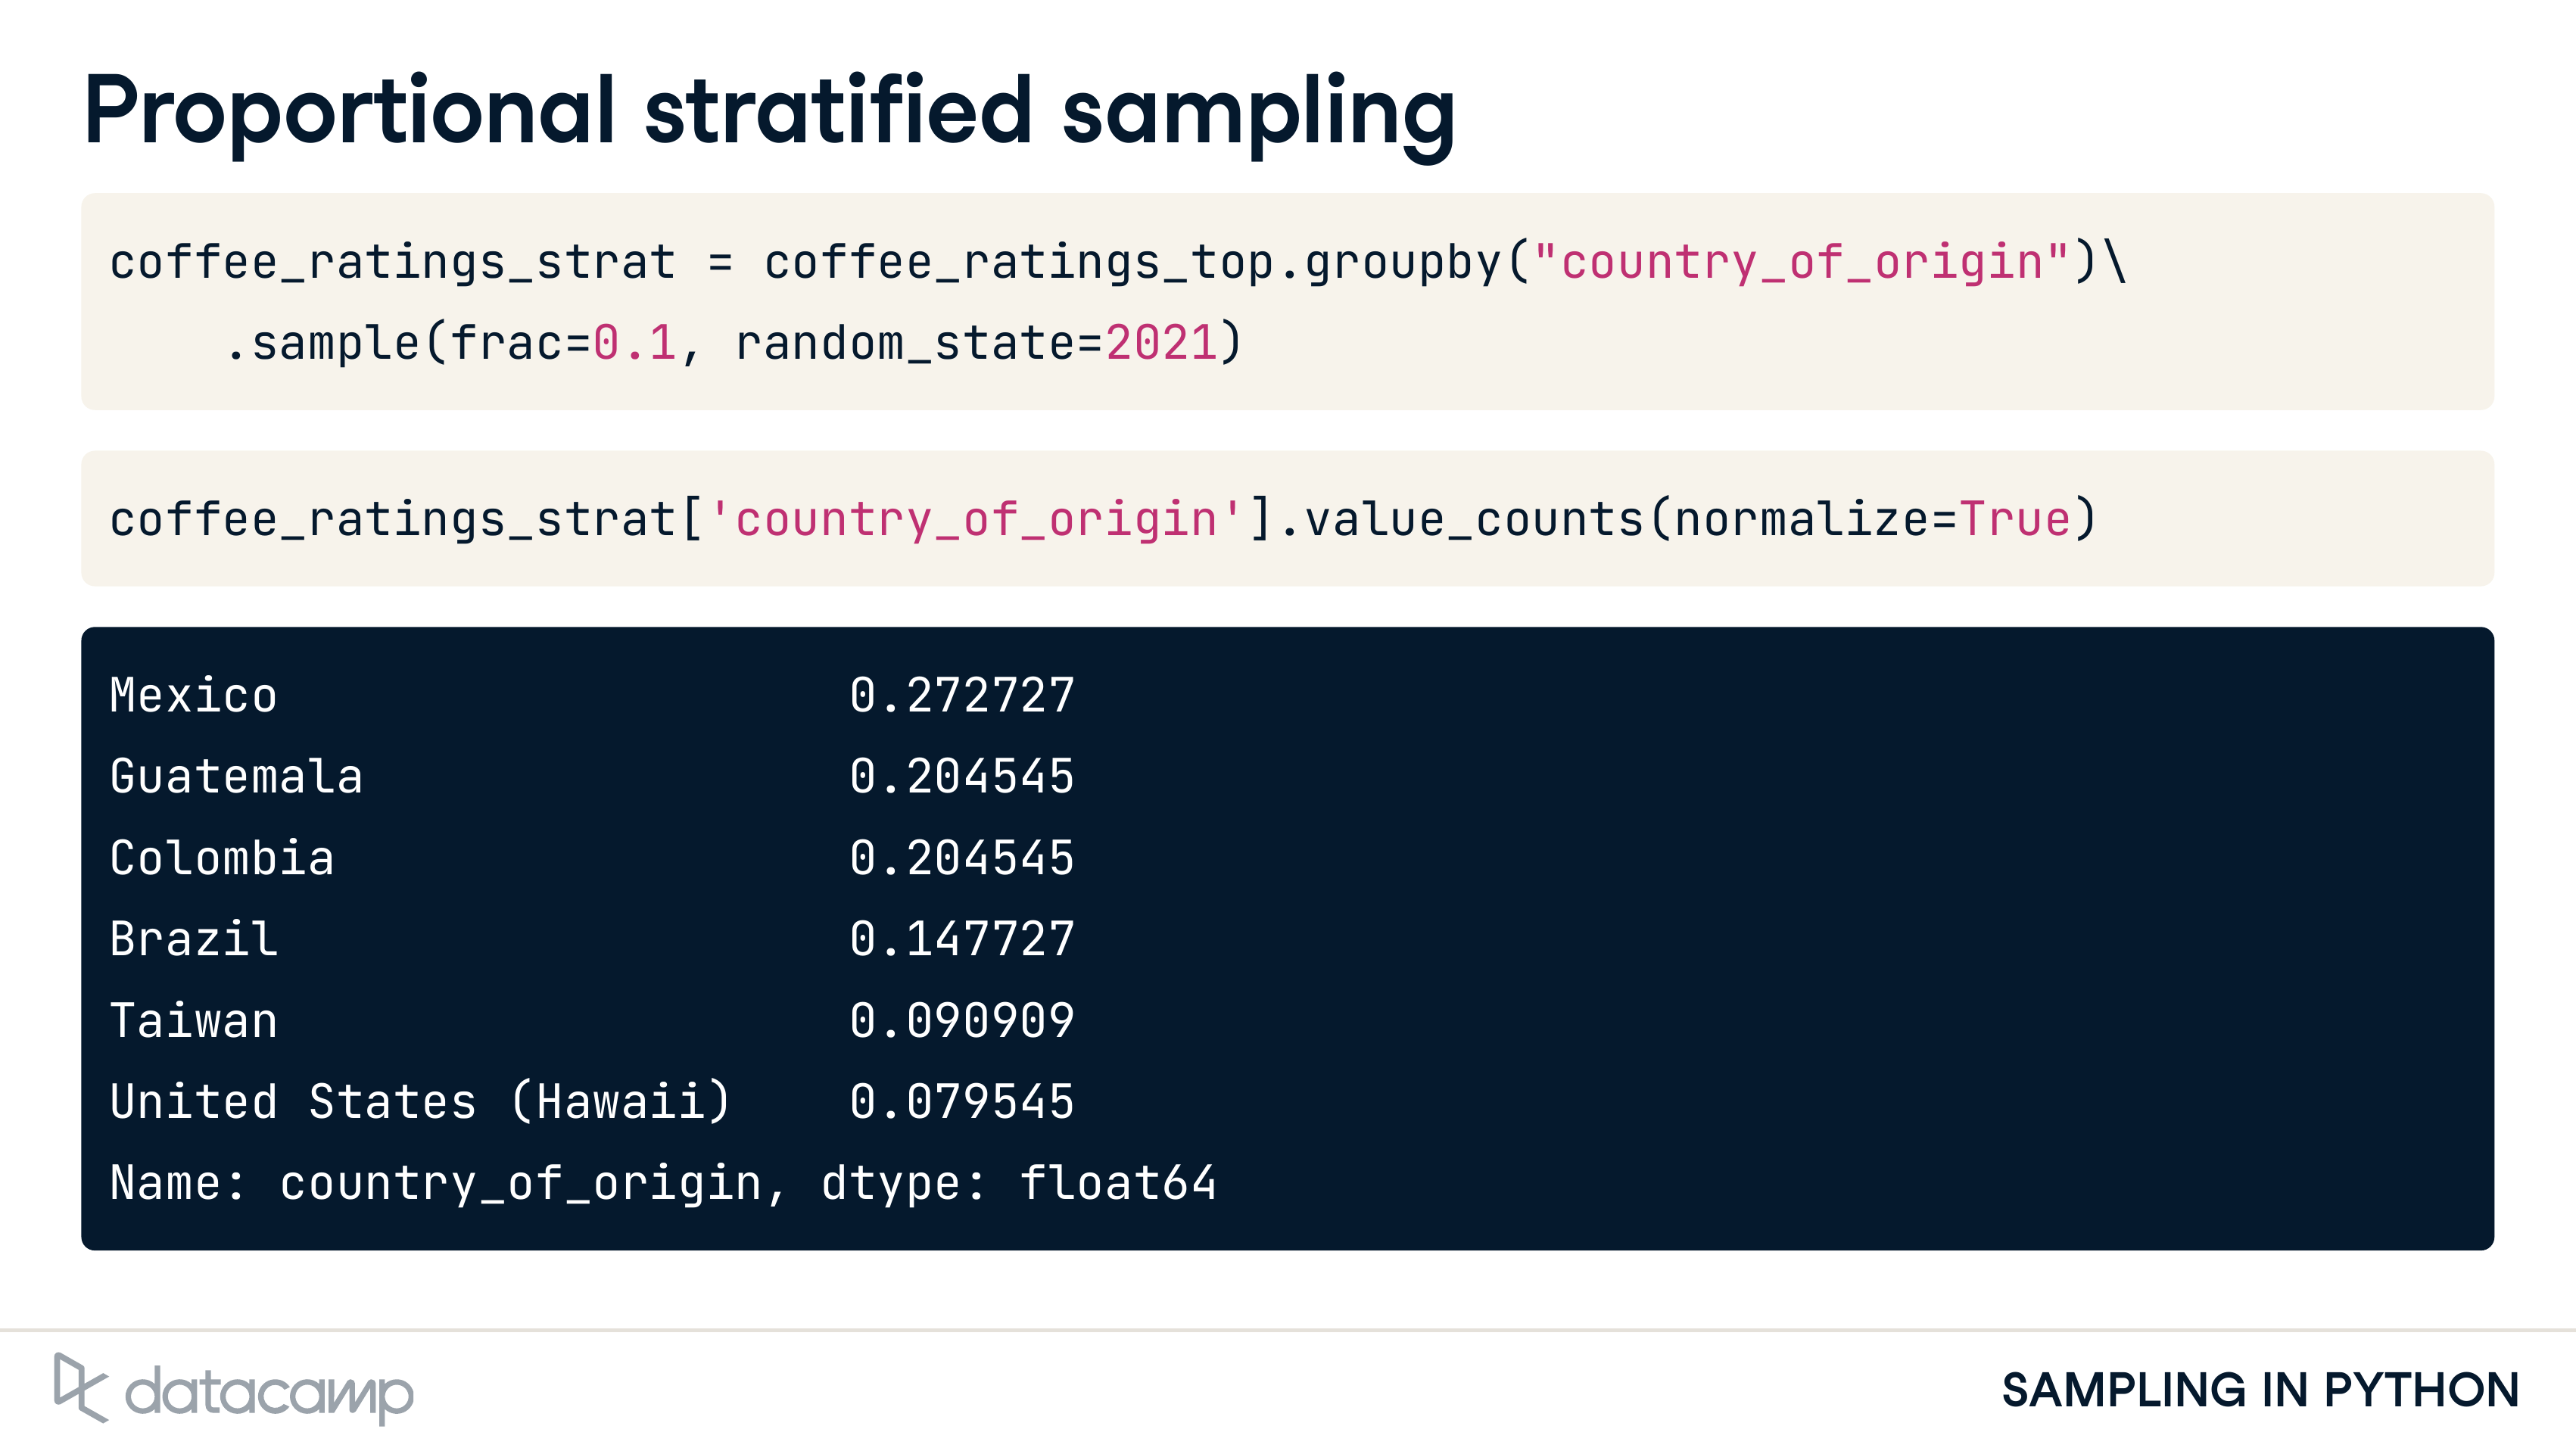 Proportional stratified sampling
coffee_ratings_strat = coffee_ratings_top.groupby("country_of_origin")\
    .sample(frac=0.1, random_state=2021)
coffee_ratings_strat['country_of_origin'].value_counts(normalize=True)
Mexico                    0.272727
Guatemala                 0.204545
Colombia                  0.204545
Brazil                    0.147727
Taiwan                    0.090909
United States (Hawaii)    0.079545
Name: country_of_origin, dtype: float64
datacamp
SAMPLING IN PYTHON